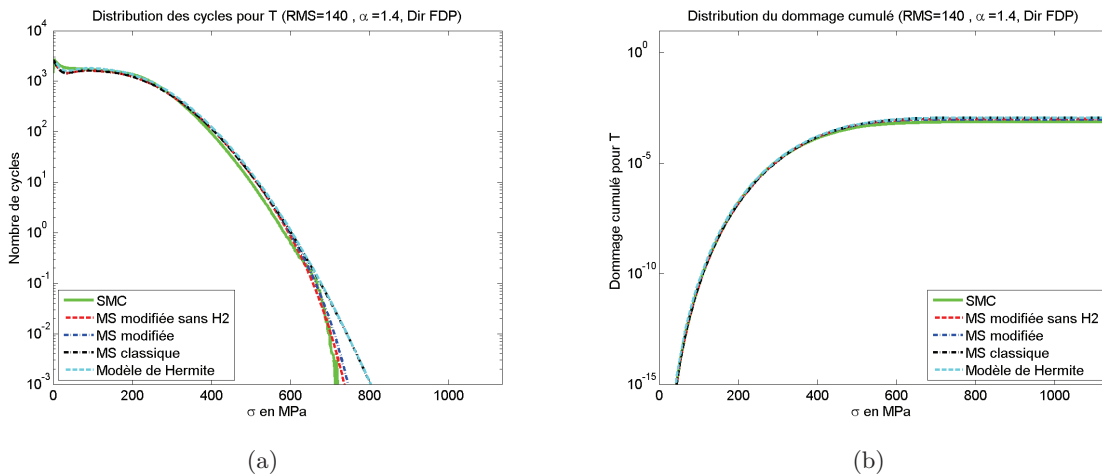 Distribution des cycles pour T (RMS=140 , α =1.4, Dir FDP)
10^4
10^3
10^2
10^1
10^0
10^-1
10^-2
10^-3
Nombre de cycles
SMC
MS modifiée sans H2
MS modifiée
MS classique
Modèle de Hermite
0 200 400 600 800 1000
σ en MPa
(a)
Distribution du dommage cumulé (RMS=140 , α =1.4, Dir FDP)
10^0
10^-5
10^-10
10^-15
Dommage cumulé pour T
SMC
MS modifiée sans H2
MS modifiée
MS classique
Modèle de Hermite
0 200 400 600 800 1000
σ en MPa
(b)